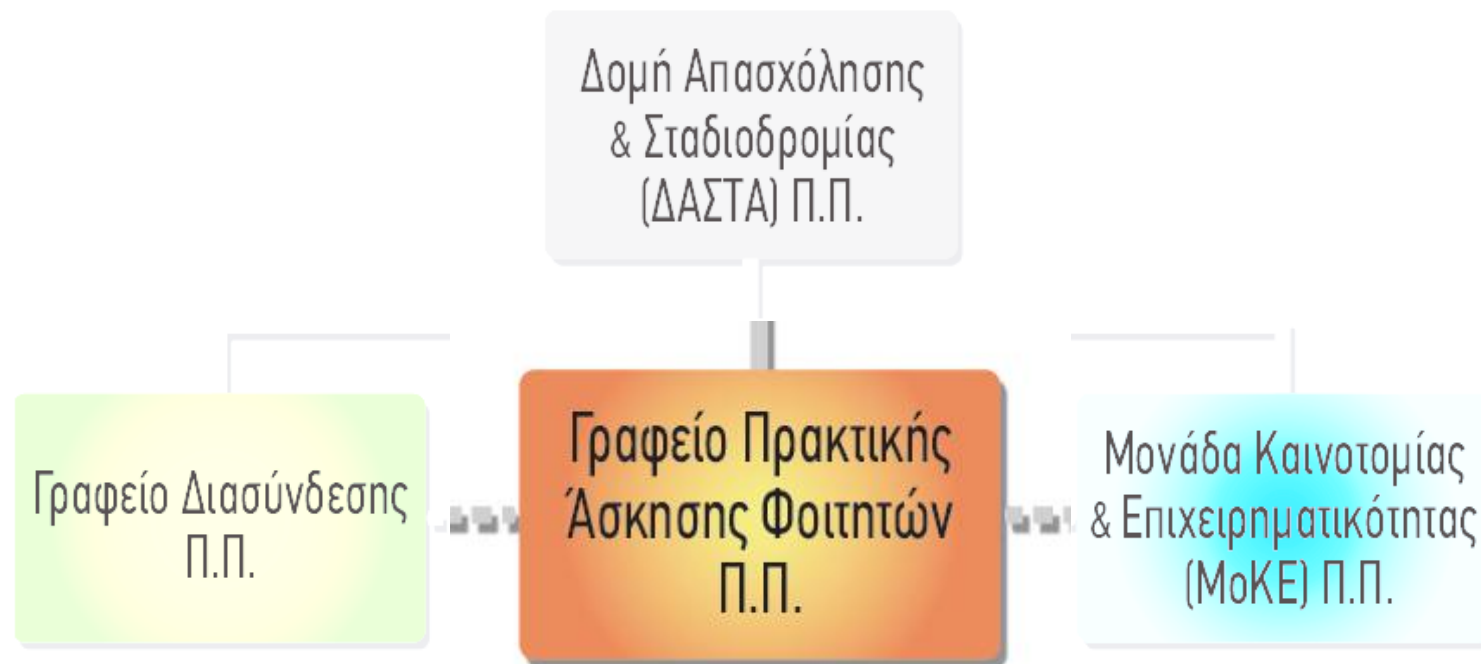 Δομή Απασχόλησης
& Σταδιοδρομίας
(ΔΑΣΤΑ) Π.Π.
Γραφείο Διασύνδεσης
Π.Π.
Γραφείο Πρακτικής
Άσκησης Φοιτητών
Π.Π.
Μονάδα Καινοτομίας
& Επιχειρηματικότητας
(ΜοΚΕ) Π.Π.